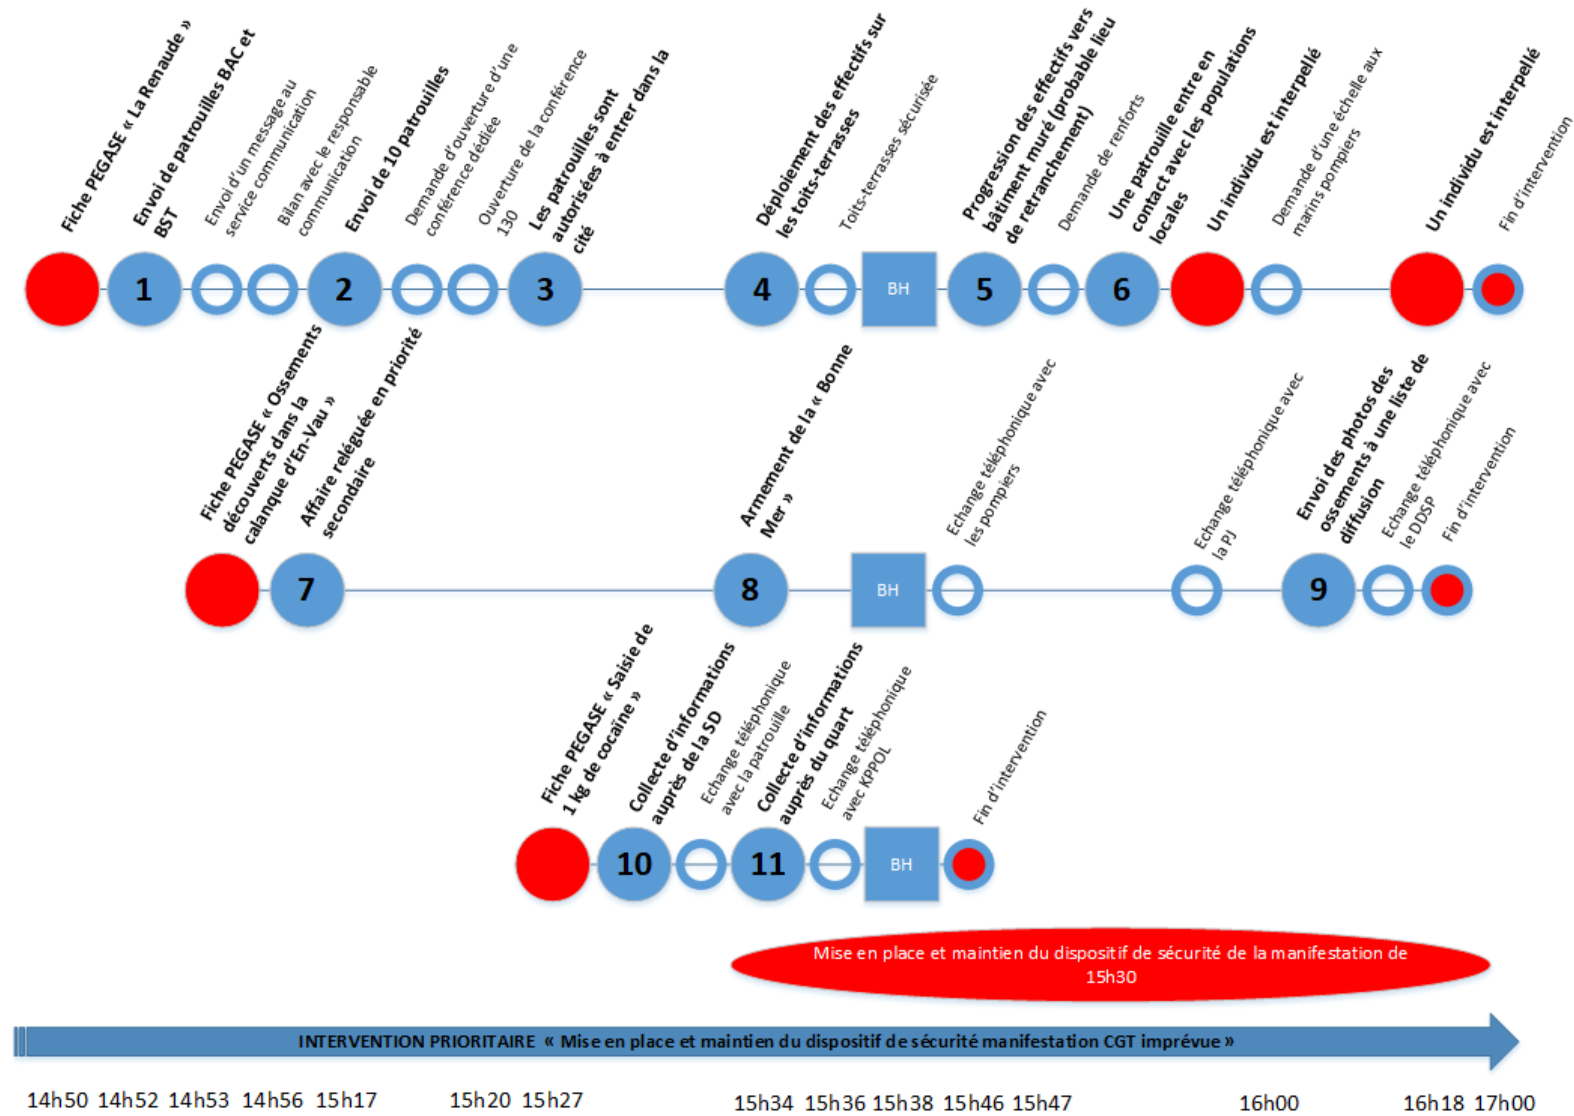 Fiche PEGASE « La Renaude »
Envoi de patrouilles BAC et
BST
Envoi d'un message au
service communication
Bilan avec le responsable
communication
Envoi de 10 patrouilles
Demande d'ouverture d'une
conférence dédiée
Ouverture de la conférence
130
Les patrouilles sont
autorisées à entrer dans la
cité
Déploiement des effectifs sur
les toits-terrasses
Toits-terrasses sécurisée
Progression des effectifs vers
bâtiment muré (probable lieu
de retranchement)
Demande de renforts
Une patrouille entre en
contact avec les populations
locales
Un individu est interpellé
Demande d'une échelle aux
marins pompiers
Un individu est interpellé
Fin d'intervention
1
2
3
4
BH
5
6
Fiche PEGASE « Ossements
découverts dans la
calanque d'En-Vau »
Affaire reléguée en priorité
secondaire
Armement de la « Bonne
Mer »
Echange téléphonique avec
les pompiers
Echange téléphonique avec
la PJ
Envoi des photos des
ossements à une liste de
diffusion
Echange téléphonique avec
le DDSP
Fin d'intervention
7
8
BH
9
Fiche PEGASE « Saisie de
1 kg de cocaïne »
Collecte d'informations
auprès de la SD
Echange téléphonique
avec la patrouille
Collecte d'informations
auprès du quart
Echange téléphonique
avec KPPOL
Fin d'intervention
10
11
BH
Mise en place et maintien du dispositif de sécurité de la manifestation de
15h30
INTERVENTION PRIORITAIRE « Mise en place et maintien du dispositif de sécurité manifestation CGT imprévue »
14h50 14h52 14h53 14h56 15h17 15h20 15h27 15h34 15h36 15h38 15h46 15h47 16h00 16h18 17h00